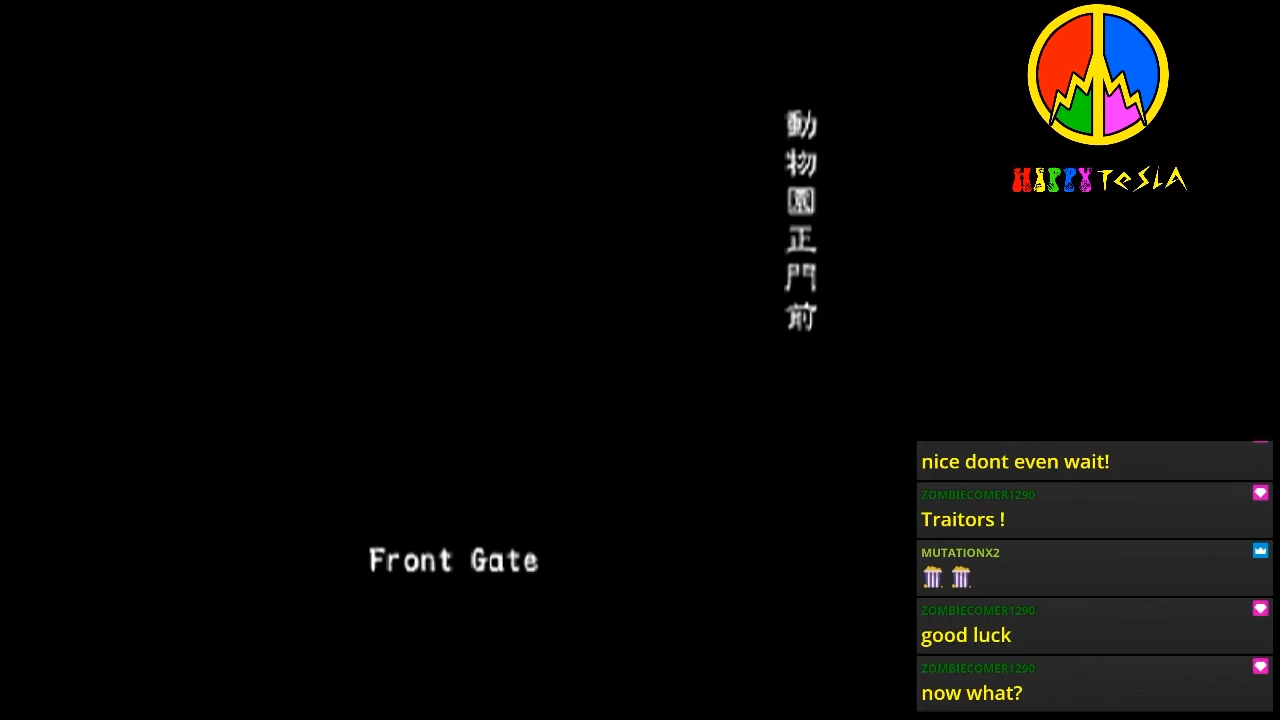 動物園正門前
Front Gate
HAPPYTESLA
nice dont even wait!
ZOMBIECOMER1290
Traitors !
MUTATIONX2
🍿 🍿
ZOMBIECOMER1290
good luck
ZOMBIECOMER1290
now what?